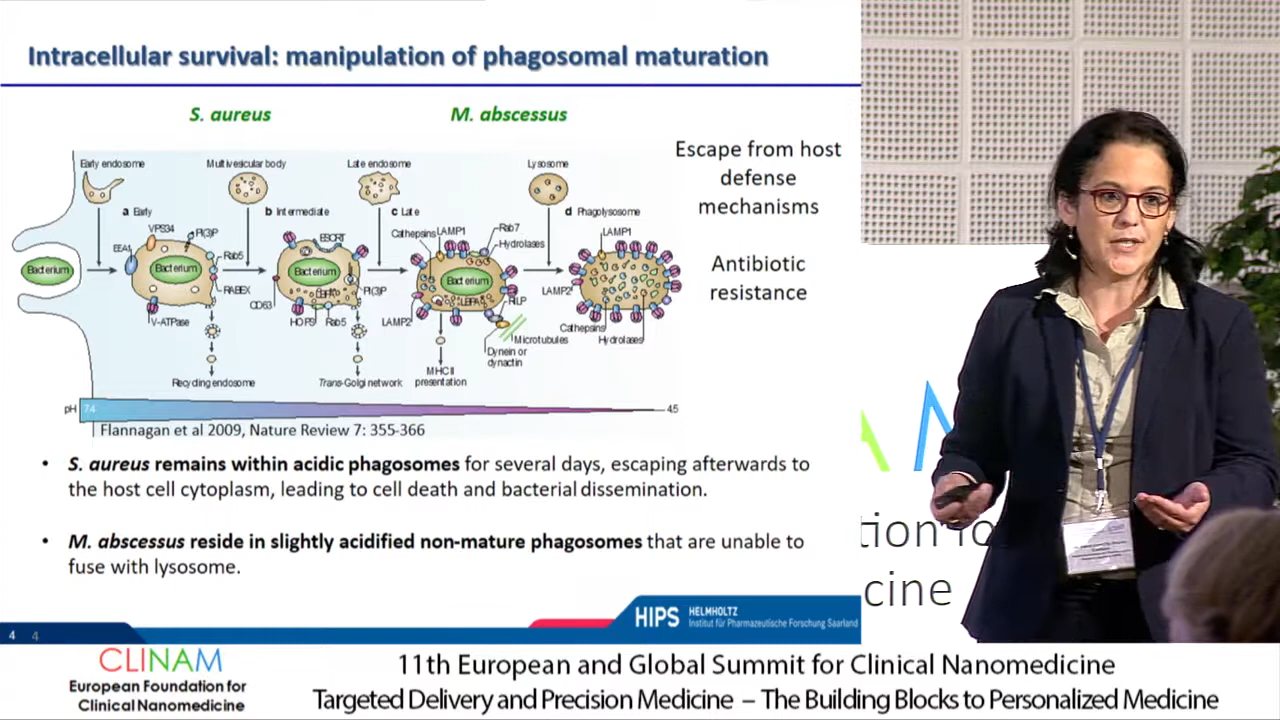 Intracellular survival: manipulation of phagosomal maturation
S. aureus
M. abscessus
Escape from host
defense
mechanisms
Antibiotic
resistance
Early endosome
Multivesicular body
Late endosome
Lysosome
a Early
b Intermediate
c Late
d Phagolysosome
VPS34
PI(3)P
EEA1
Rab5
RABEX
V-ATPase
Bacterium
Bacterium
ESCRT
Bacterium
CD63
HOPS
Rab5
PI(3)P
Cathepsins
LAMP1
Rab7
Hydrolases
Bacterium
LAMP2
RILP
Microtubules
Dynein or
dynactin
LAMP1
LAMP2
Cathepsins
Hydrolases
Recycling endosome
Trans-Golgi network
MHC II
presentation
pH
7.4
4.5
Flannagan et al 2009, Nature Review 7: 355-366
• S. aureus remains within acidic phagosomes for several days, escaping afterwards to
the host cell cytoplasm, leading to cell death and bacterial dissemination.
• M. abscessus reside in slightly acidified non-mature phagosomes that are unable to
fuse with lysosome.
4 4
HIPS
HELMHOLTZ
Institut für Pharmazeutische Forschung Saarland
tion fo
cine
CLINAM
European Foundation for
Clinical Nanomedicine
11th European and Global Summit for Clinical Nanomedicine
Targeted Delivery and Precision Medicine – The Building Blocks to Personalized Medicine